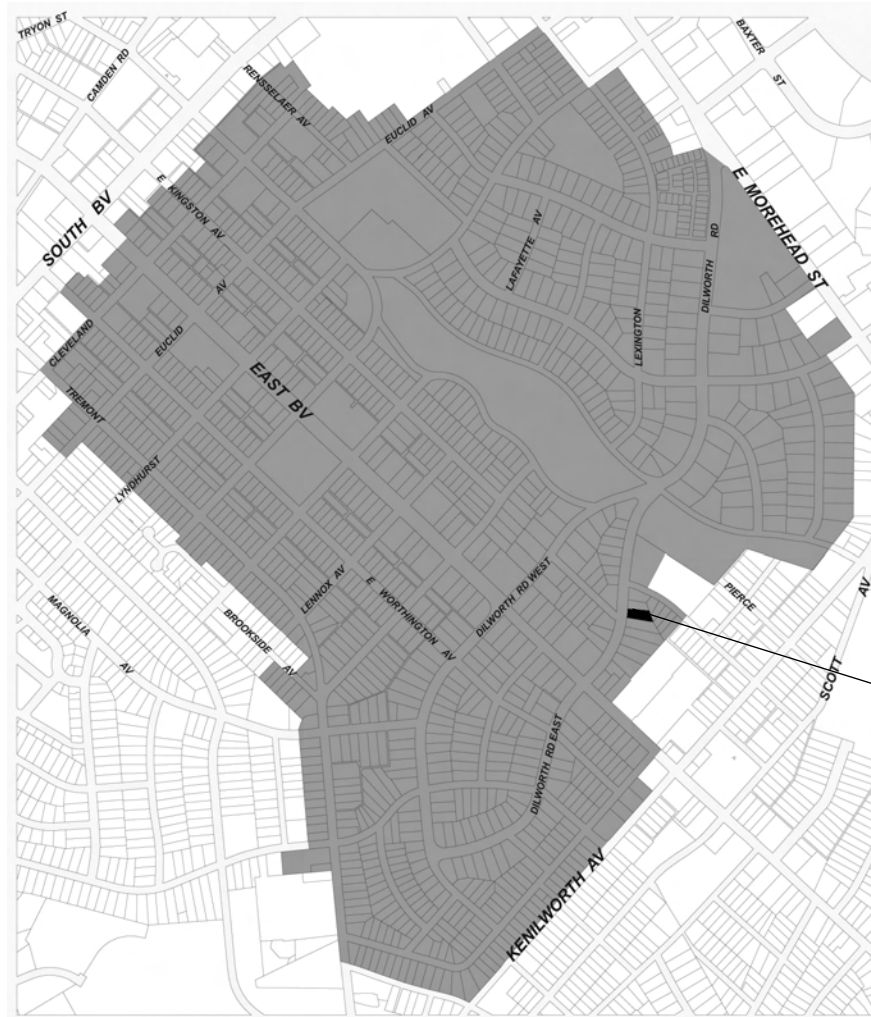 TRYON ST
CAMDEN RD
BAXTER ST
RENSSELAER AV
EUCLID AV
E MOREHEAD ST
E KINGSTON AV
SOUTH BV
LAFAYETTE AV
DILWORTH RD
CLEVELAND
EUCLID AV
LEXINGTON
EAST BV
TREMONT
LYNDHURST
LENNOX AV
E WORTHINGTON AV
DILWORTH RD WEST
PIERCE
MAGNOLIA AV
BROOKSIDE AV
SCOTT AV
DILWORTH RD EAST
KENILWORTH AV